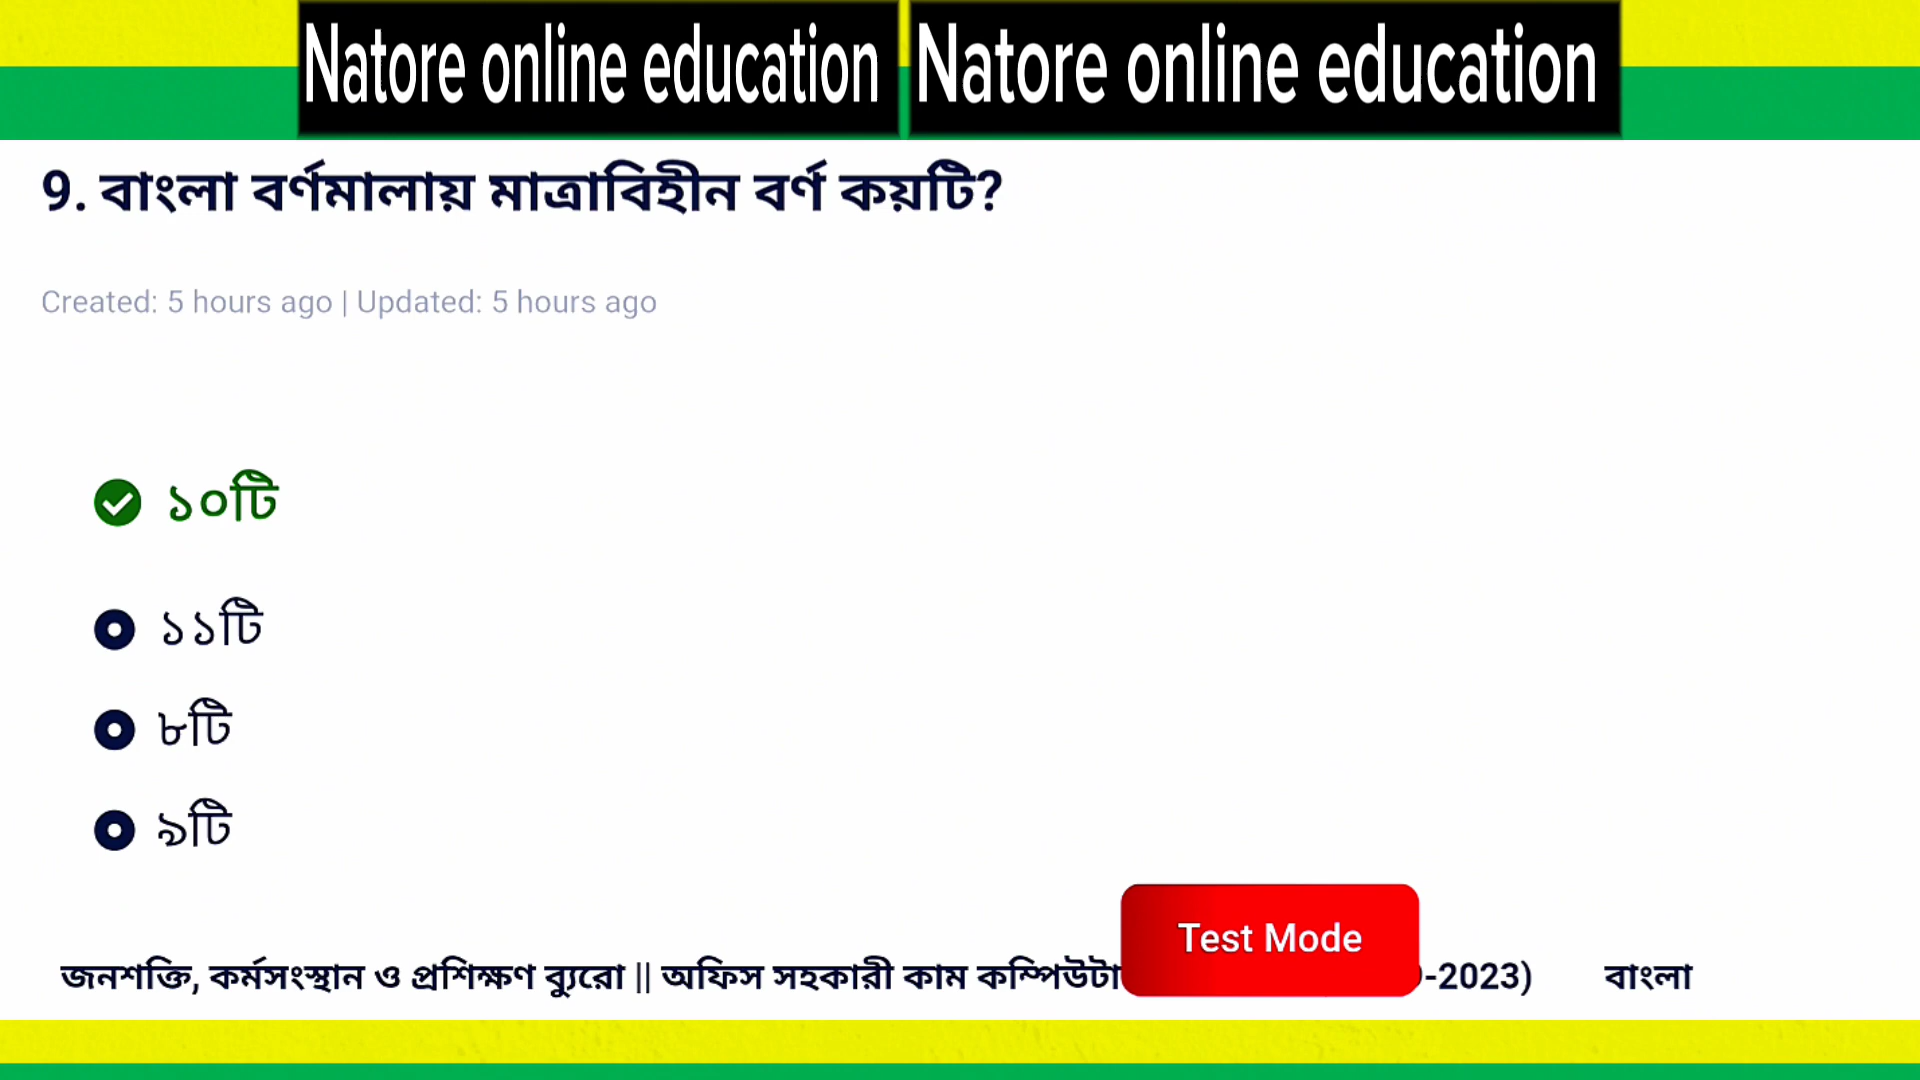 Natore online education Natore online education
9. বাংলা বর্ণমালায় মাত্রাবিহীন বর্ণ কয়টি?
Created: 5 hours ago | Updated: 5 hours ago
১০টি
১১টি
৮টি
৯টি
Test Mode
জনশক্তি, কর্মসংস্থান ও প্রশিক্ষণ ব্যুরো || অফিস সহকারী কাম কম্পিউটা -2023) বাংলা